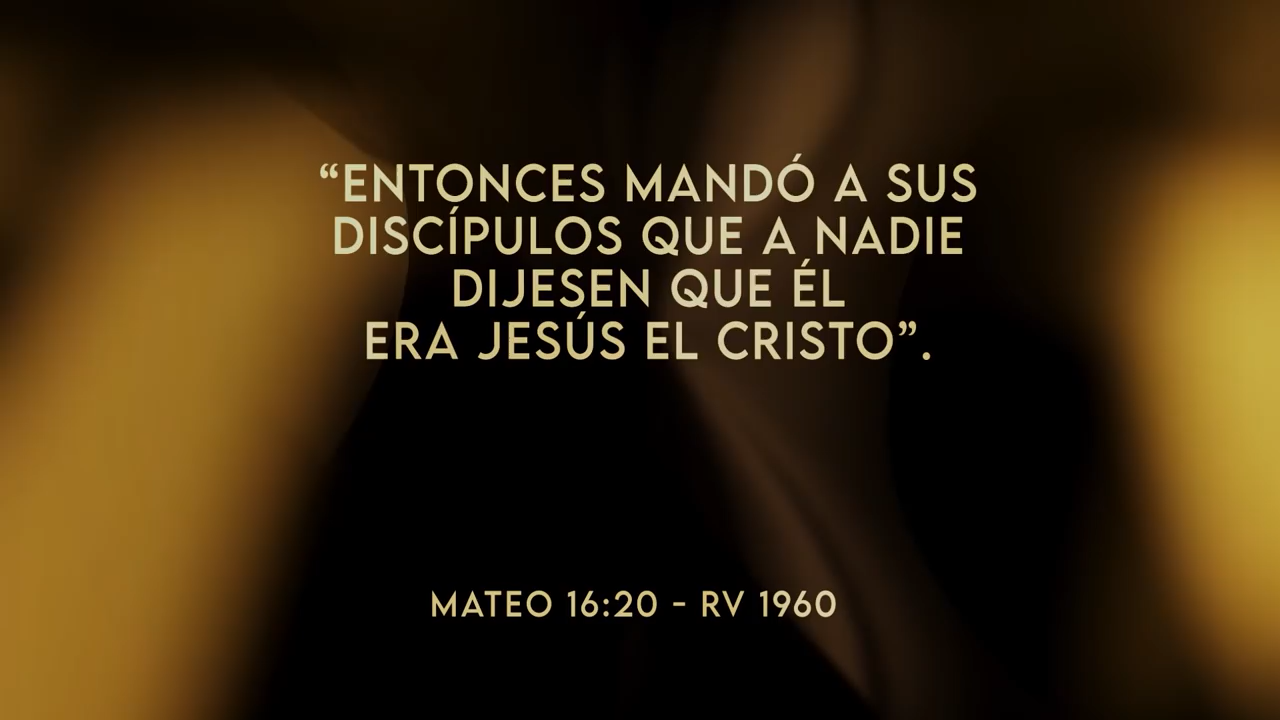 “ENTONCES MANDÓ A SUS
DISCÍPULOS QUE A NADIE
DIJESEN QUE ÉL
ERA JESÚS EL CRISTO”.
MATEO 16:20 - RV 1960